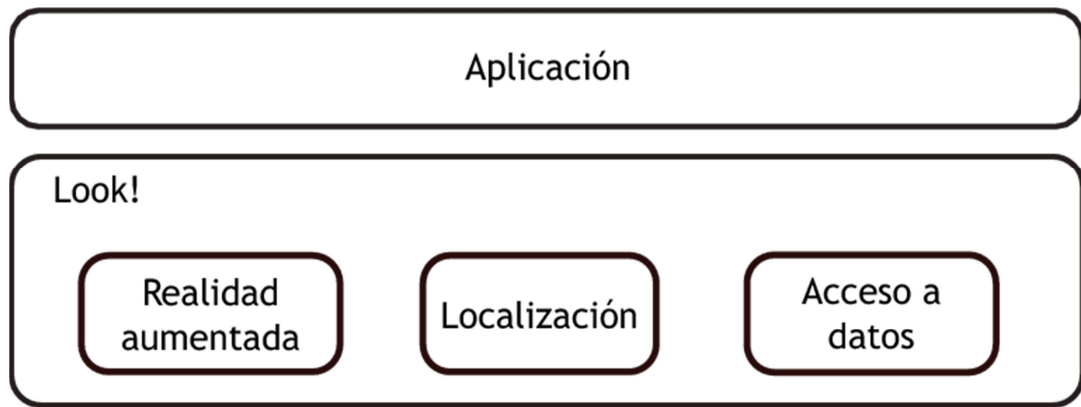 Aplicación
Look!
Realidad
aumentada
Localización
Acceso a
datos